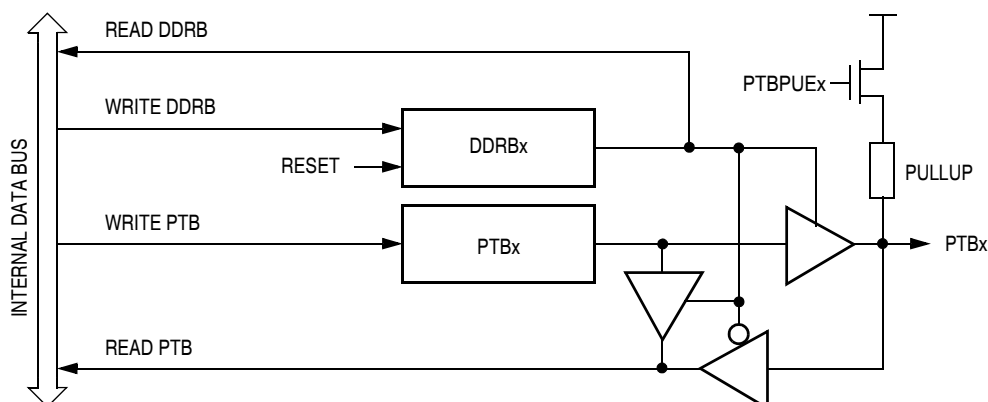 READ DDRB
PTBPUEx
WRITE DDRB
DDRBx
RESET
PULLUP
INTERNAL DATA BUS
WRITE PTB
PTBx
PTBx
READ PTB